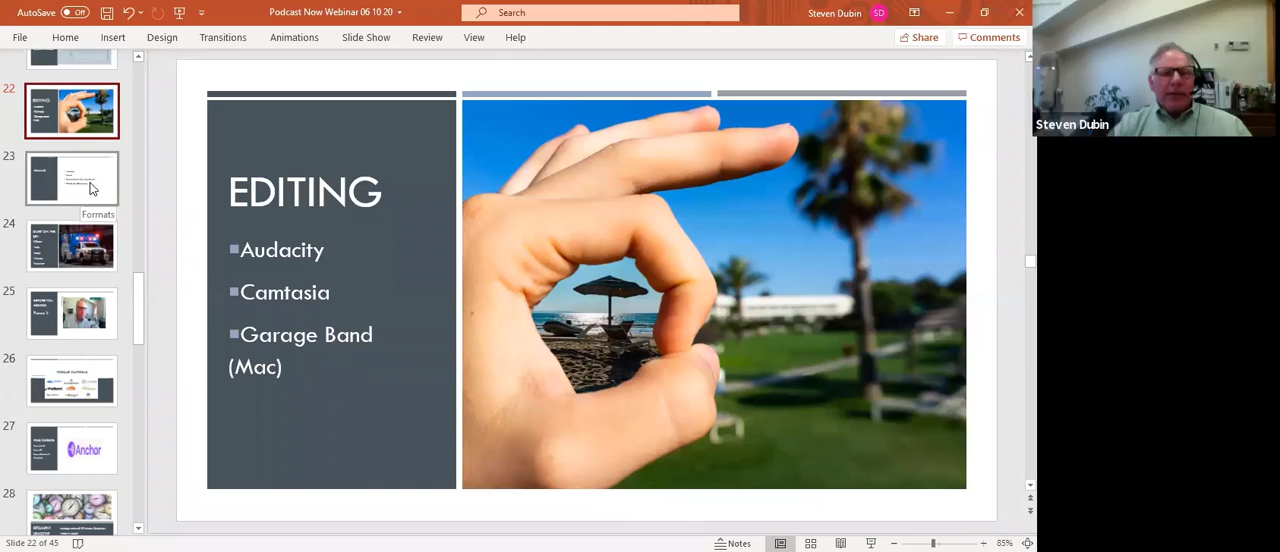 AutoSave
Off
Podcast Now Webinar 06 10 20
Search
Steven Dubin
SD
File
Home
Insert
Design
Transitions
Animations
Slide Show
Review
View
Help
Share
Comments
22
EDITING
23
Formats
24
25
26
27
Anchor
28
EDITING
Audacity
Camtasia
Garage Band
(Mac)
Steven Dubin
Slide 22 of 45
Notes
85%